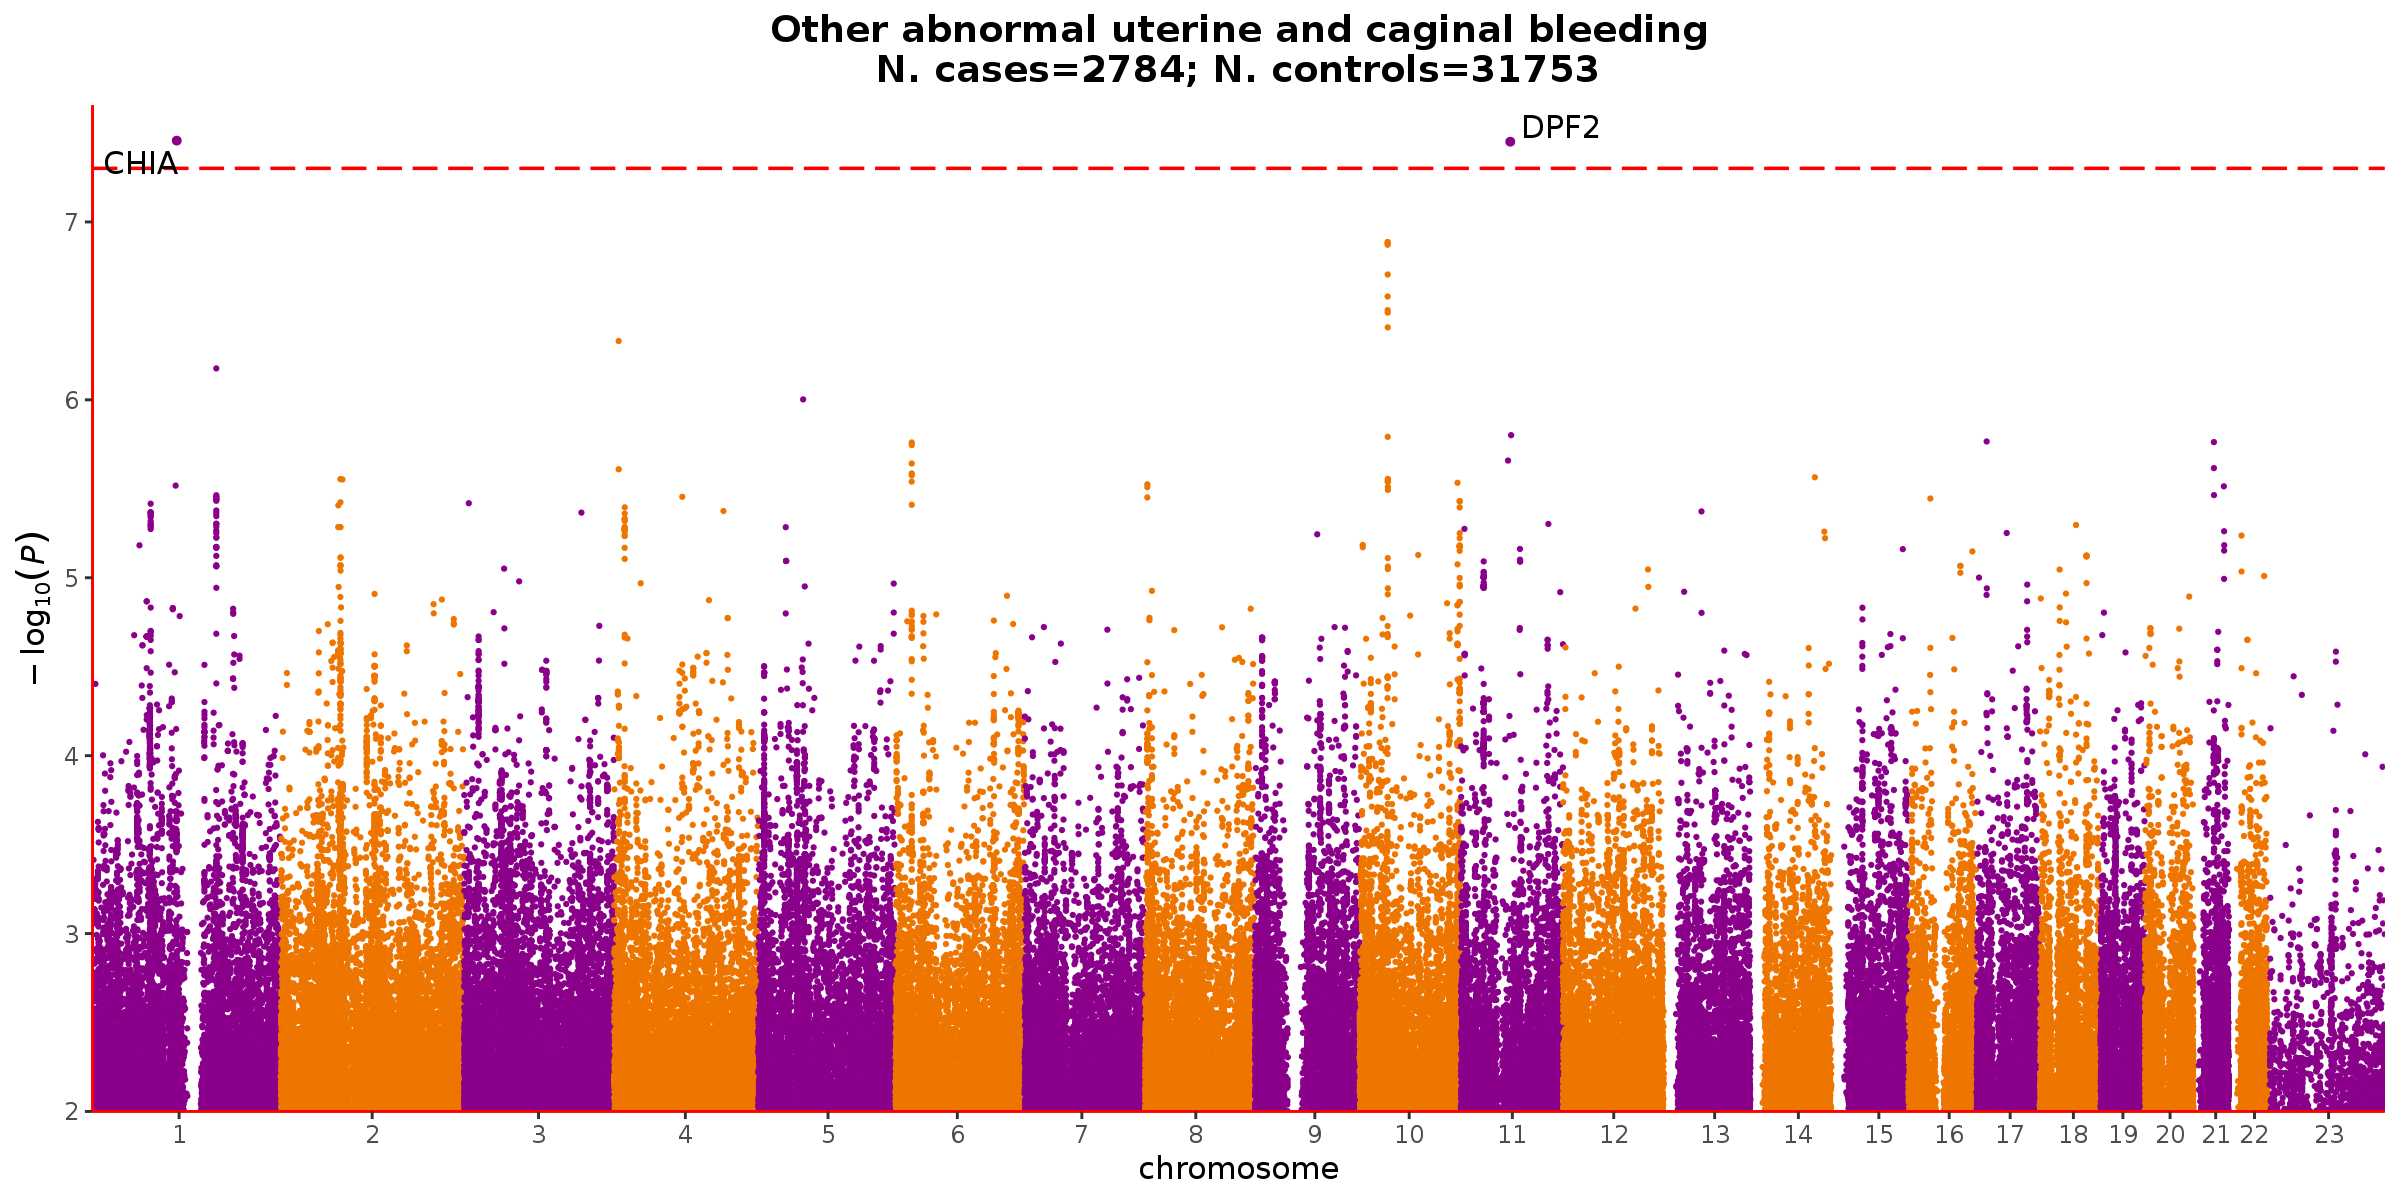 Other abnormal uterine and caginal bleeding
N. cases=2784; N. controls=31753
DPF2
CHIA
7
6
5
4
3
2
−log10(P)
1 2 3 4 5 6 7 8 9 10 11 12 13 14 15 16 17 18 19 20 21 22 23
chromosome